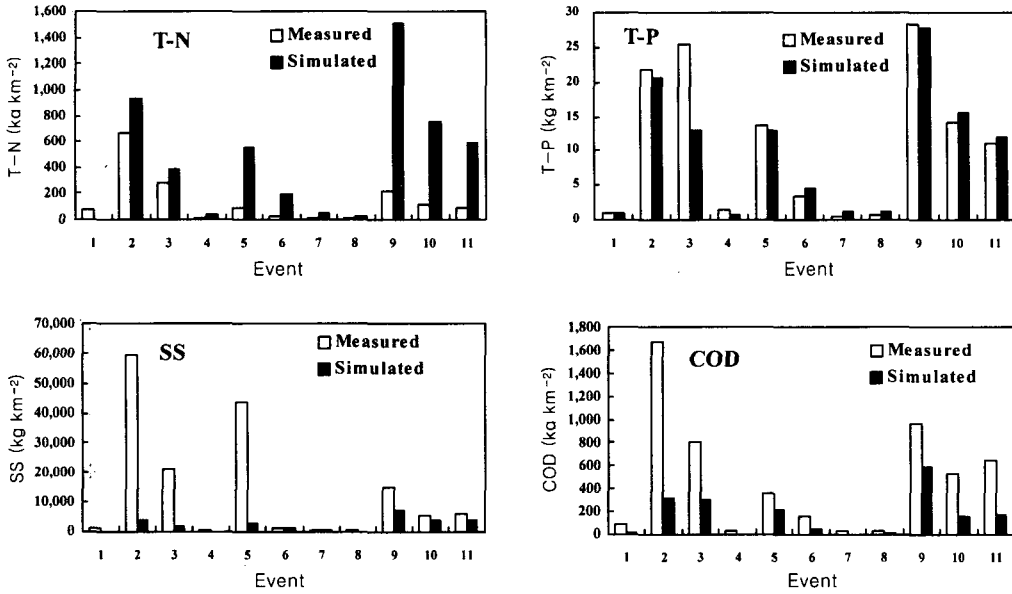 T-N
Measured
Simulated
T-N (ka km-2)
1,600
1,400
1,200
1,000
800
600
400
200
0
1 2 3 4 5 6 7 8 9 10 11
Event
T-P
Measured
Simulated
T-P (kg km-2)
30
25
20
15
10
5
0
1 2 3 4 5 6 7 8 9 10 11
Event
SS
Measured
Simulated
SS (kg km-2)
70,000
60,000
50,000
40,000
30,000
20,000
10,000
0
1 2 3 4 5 6 7 8 9 10 11
Event
COD
Measured
Simulated
COD (ka km-2)
1,800
1,600
1,400
1,200
1,000
800
600
400
200
0
1 2 3 4 5 6 7 8 9 10 11
Event